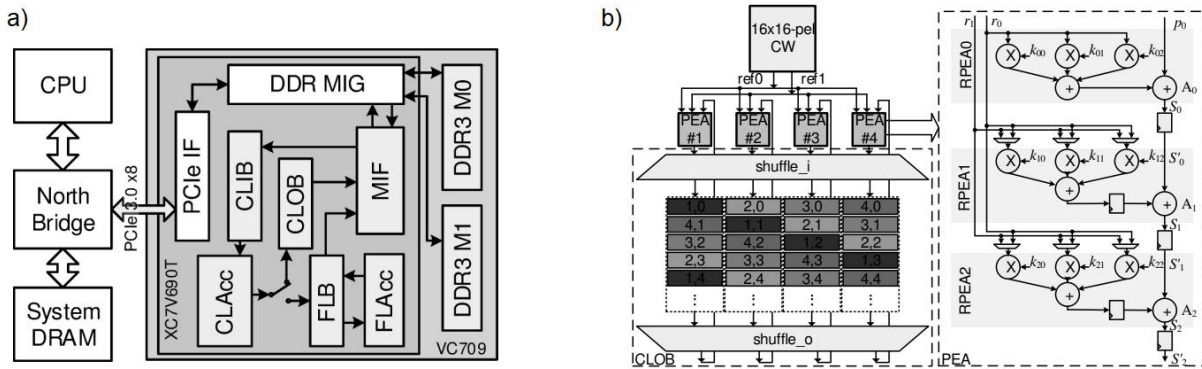 a)
CPU
North
Bridge
System
DRAM
PCIe 3.0 x8
XC7V690T
PCIe IF
DDR MIG
CLIB
CLOB
MIF
CLAcc
FLB
FLAcc
DDR3 M0
DDR3 M1
VC709
b)
16x16-pel
CW
ref0
ref1
PEA
#1
PEA
#2
PEA
#3
PEA
#4
shuffle_i
1,0 2,0 3,0 4,0
4,1 1,1 2,1 3,1
3,2 4,2 1,2 2,2
2,3 3,3 4,3 1,3
1,4 2,4 3,4 4,4
shuffle_o
CLOB
r1 r0 p0
RPEA0
X k00 X k01 X k02
+ + A0
S0
RPEA1
X k10 X k11 X k12 S'0
+ + A1
S1
RPEA2
X k20 X k21 X k22 S'1
+ + A2
S2
S'2
PEA